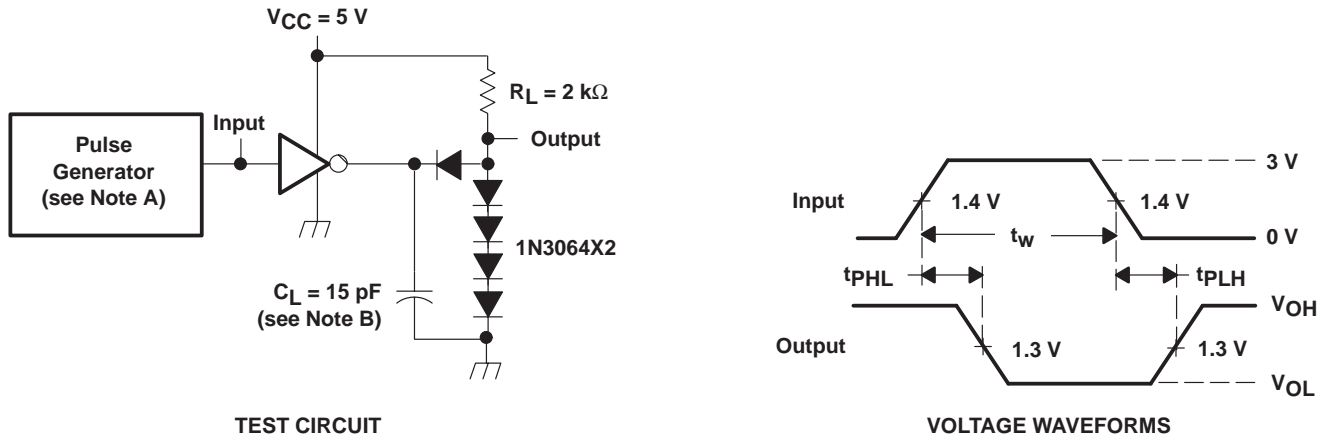 VCC = 5 V
RL = 2 kΩ
Input
Output
Pulse
Generator
(see Note A)
1N3064X2
CL = 15 pF
(see Note B)
TEST CIRCUIT
3 V
Input
1.4 V
1.4 V
tw
0 V
tPHL
tPLH
VOH
Output
1.3 V
1.3 V
VOL
VOLTAGE WAVEFORMS